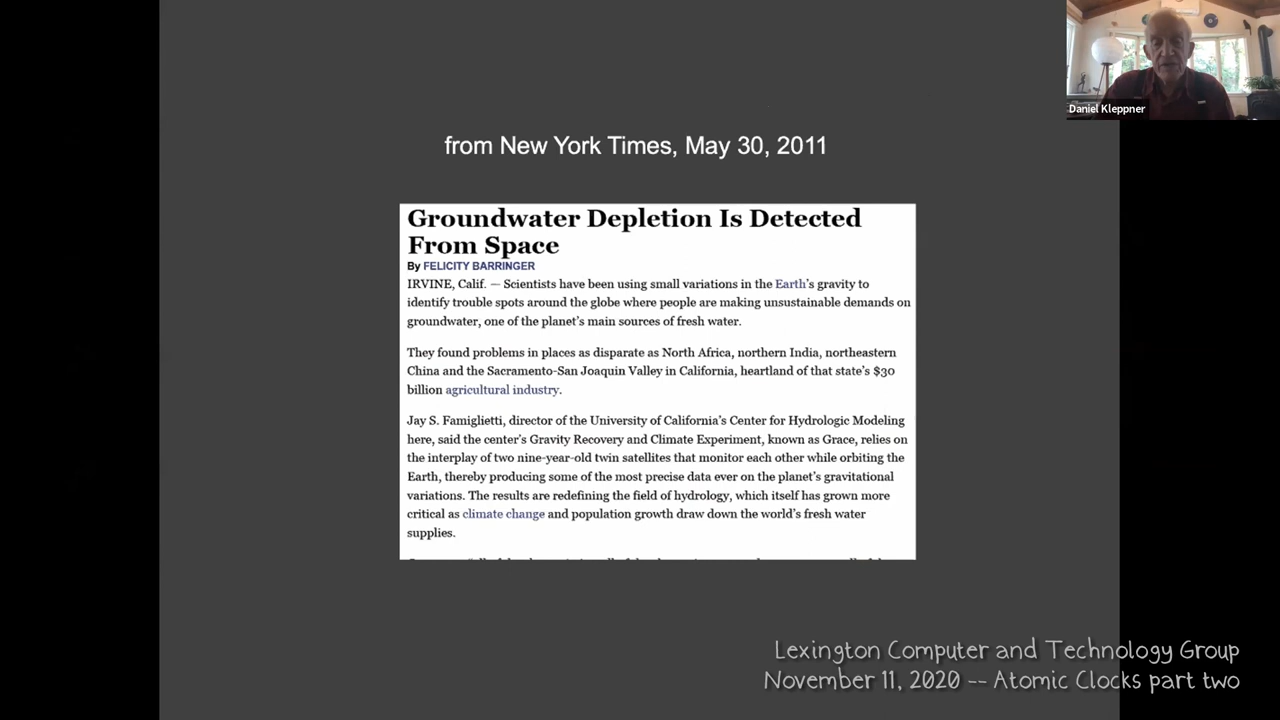 Daniel Kleppner
from New York Times, May 30, 2011
Groundwater Depletion Is Detected
From Space
By FELICITY BARRINGER
IRVINE, Calif. — Scientists have been using small variations in the Earth's gravity to
identify trouble spots around the globe where people are making unsustainable demands on
groundwater, one of the planet's main sources of fresh water.
They found problems in places as disparate as North Africa, northern India, northeastern
China and the Sacramento-San Joaquin Valley in California, heartland of that state's $30
billion agricultural industry.
Jay S. Famiglietti, director of the University of California's Center for Hydrologic Modeling
here, said the center's Gravity Recovery and Climate Experiment, known as Grace, relies on
the interplay of two nine-year-old twin satellites that monitor each other while orbiting the
Earth, thereby producing some of the most precise data ever on the planet's gravitational
variations. The results are redefining the field of hydrology, which itself has grown more
critical as climate change and population growth draw down the world's fresh water
supplies.
Lexington Computer and Technology Group
November 11, 2020 -- Atomic Clocks part two